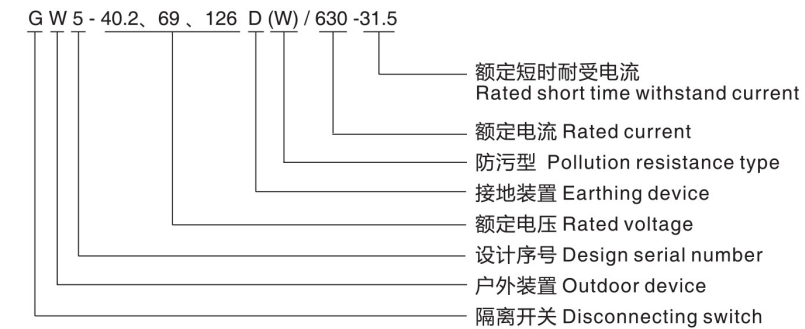 G W 5 - 40.2、69 、126 D (W) / 630 -31.5
额定短时耐受电流
Rated short time withstand current
额定电流 Rated current
防污型 Pollution resistance type
接地装置 Earthing device
额定电压 Rated voltage
设计序号 Design serial number
户外装置 Outdoor device
隔离开关 Disconnecting switch